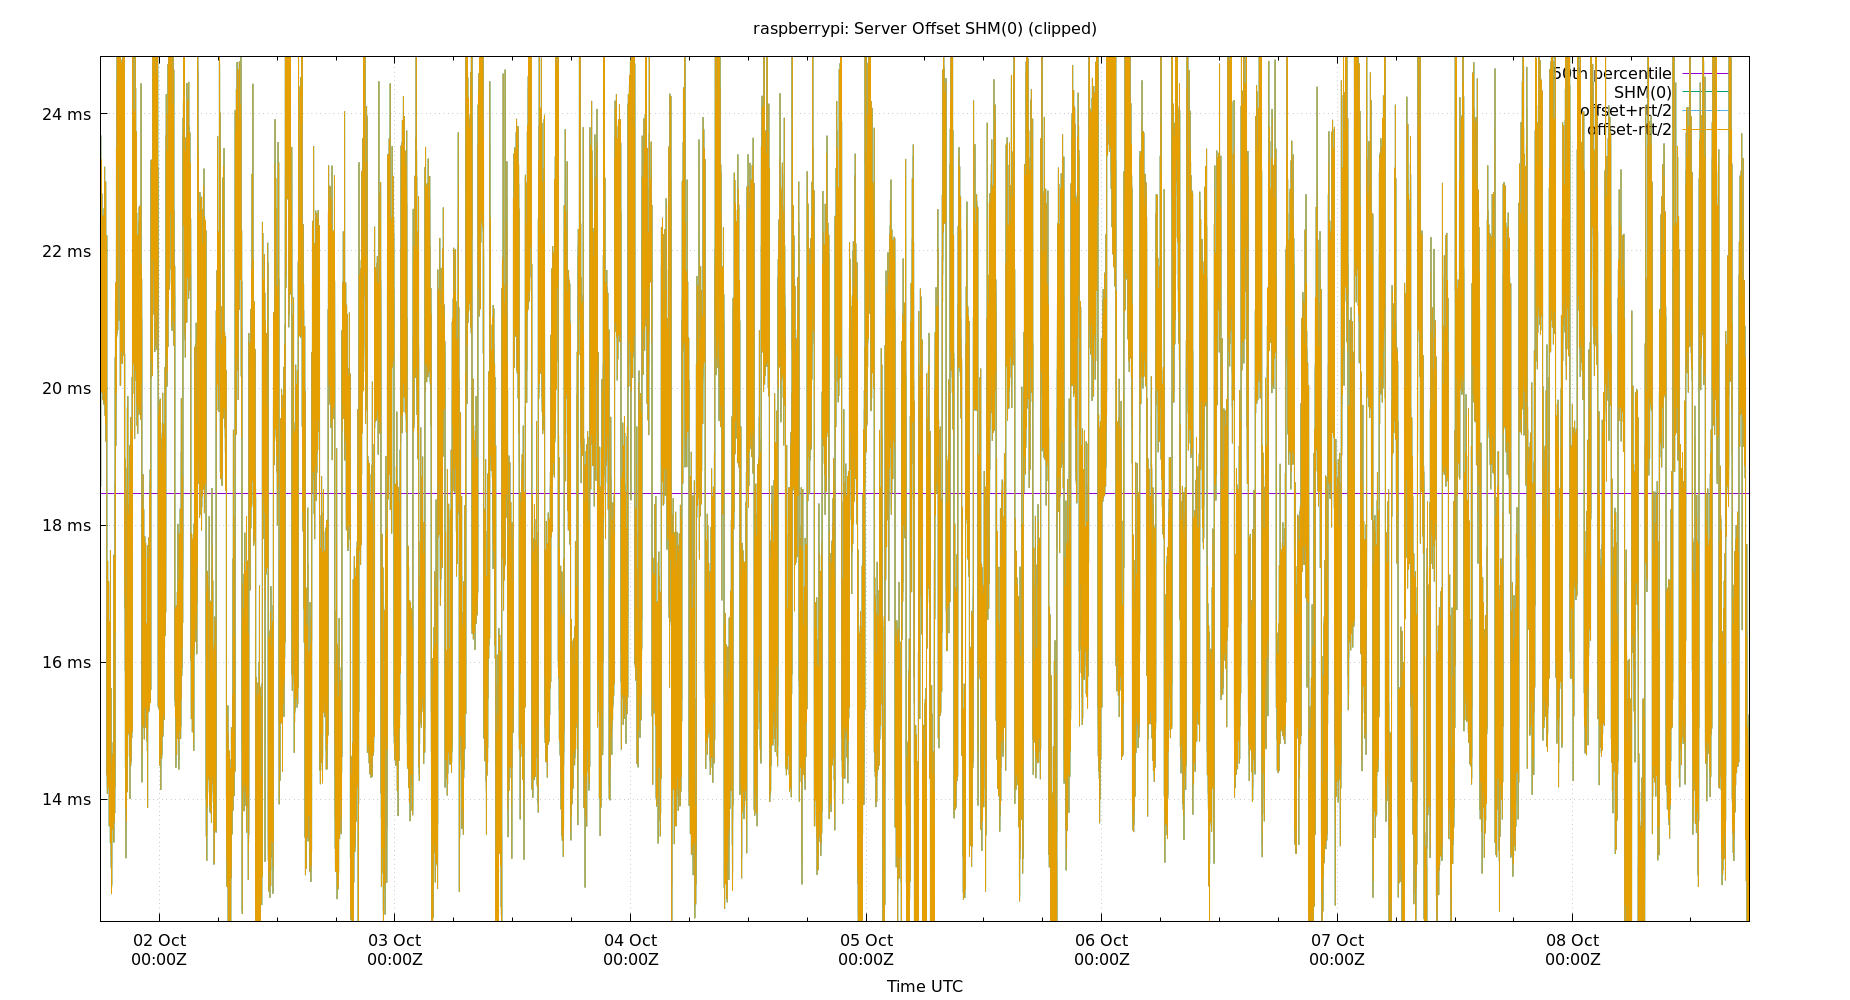 raspberrypi: Server Offset SHM(0) (clipped)
50th percentile
SHM(0)
offset+rtt/2
offset-rtt/2
24 ms
22 ms
20 ms
18 ms
16 ms
14 ms
02 Oct 03 Oct 04 Oct 05 Oct 06 Oct 07 Oct 08 Oct
00:00Z 00:00Z 00:00Z 00:00Z 00:00Z 00:00Z 00:00Z
Time UTC